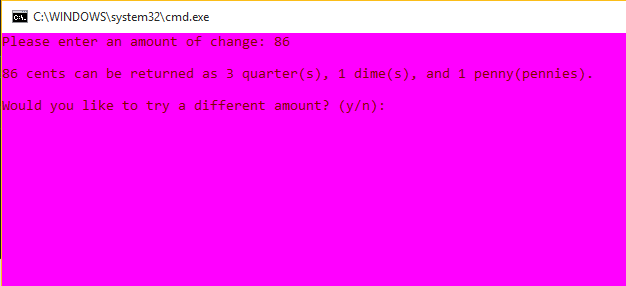 C:\WINDOWS\system32\cmd.exe
Please enter an amount of change: 86
86 cents can be returned as 3 quarter(s), 1 dime(s), and 1 penny(pennies).
Would you like to try a different amount? (y/n):